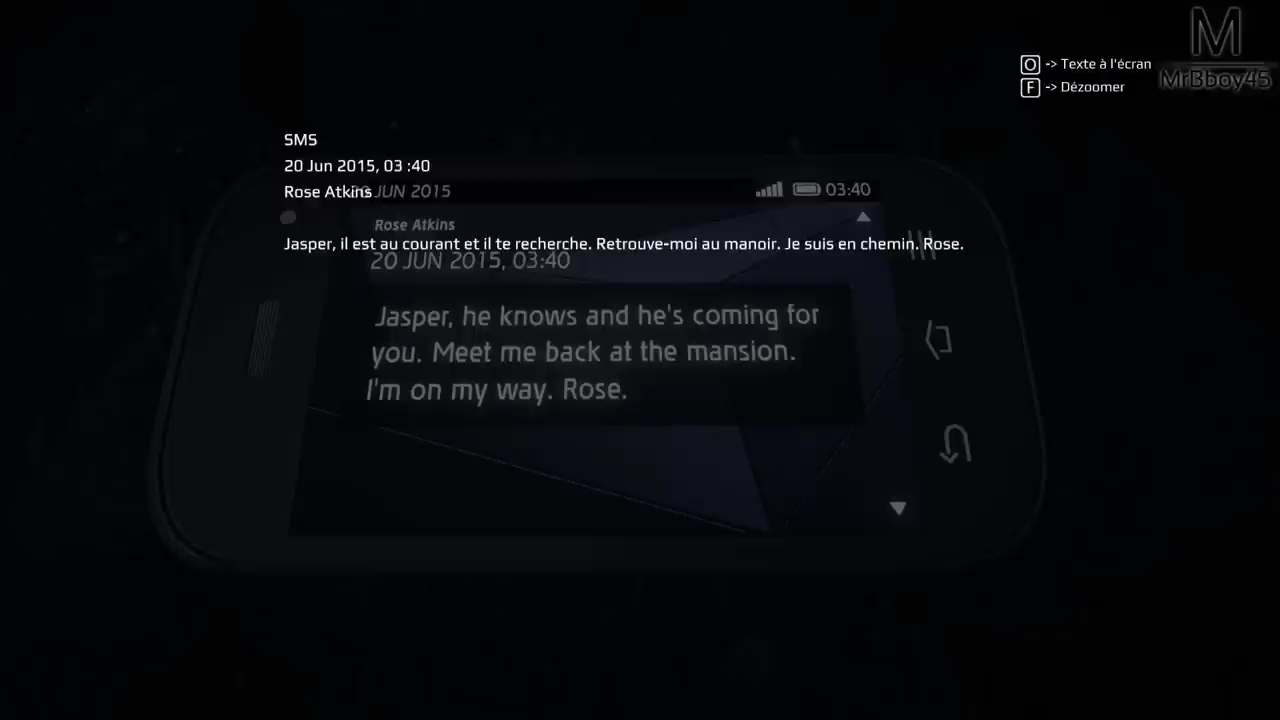 M
MrBboy45
O -> Texte à l'écran
F -> Dézoomer
SMS
20 Jun 2015, 03 :40
Rose Atkins
JUN 2015
03:40
Rose Atkins
Jasper, il est au courant et il te recherche. Retrouve-moi au manoir. Je suis en chemin. Rose.
20 JUN 2015, 03:40
Jasper, he knows and he's coming for
you. Meet me back at the mansion.
I'm on my way. Rose.